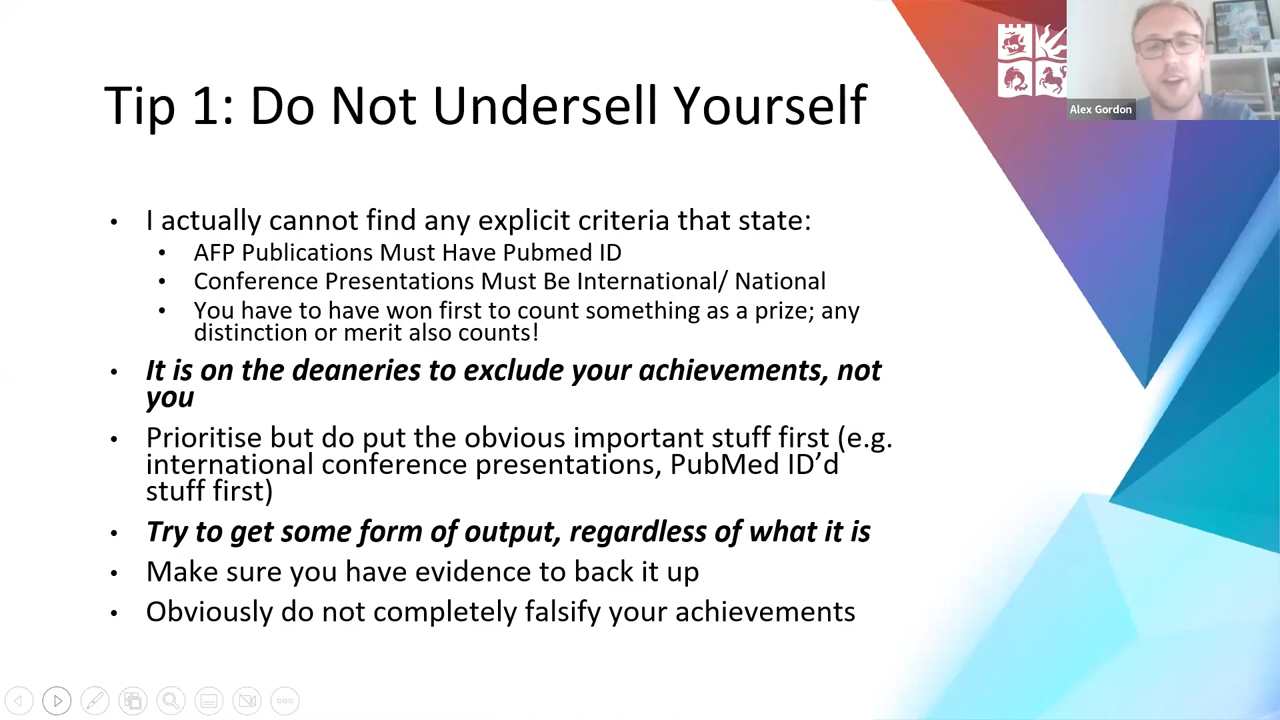 Tip 1: Do Not Undersell Yourself
Alex Gordon
• I actually cannot find any explicit criteria that state:
• AFP Publications Must Have Pubmed ID
• Conference Presentations Must Be International/ National
• You have to have won first to count something as a prize; any
distinction or merit also counts!
• It is on the deaneries to exclude your achievements, not
you
• Prioritise but do put the obvious important stuff first (e.g.
international conference presentations, PubMed ID’d
stuff first)
• Try to get some form of output, regardless of what it is
• Make sure you have evidence to back it up
• Obviously do not completely falsify your achievements